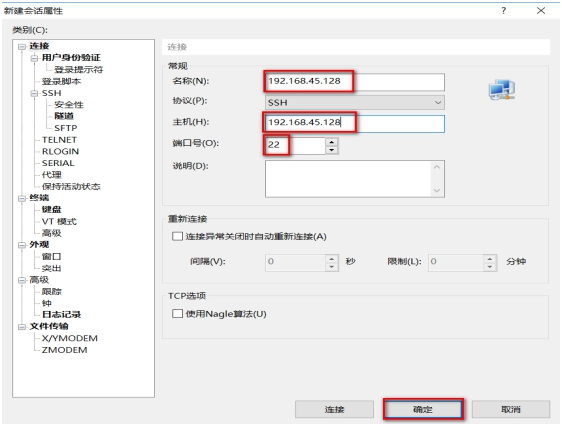 新建会话属性
类别(C):
连接
用户身份验证
登录提示符
登录脚本
SSH
安全性
隧道
SFTP
TELNET
RLOGIN
SERIAL
代理
保持活动状态
终端
键盘
VT 模式
高级
外观
窗口
突出
高级
跟踪
钟
日志记录
文件传输
X/YMODEM
ZMODEM
连接
常规
名称(N): 192.168.45.128
协议(P): SSH
主机(H): 192.168.45.128
端口号(O): 22
说明(D):
重新连接
连接异常关闭时自动重新连接(A)
间隔(V): 0 秒 限制(L): 0 分钟
TCP选项
使用Nagle算法(U)
连接 确定 取消